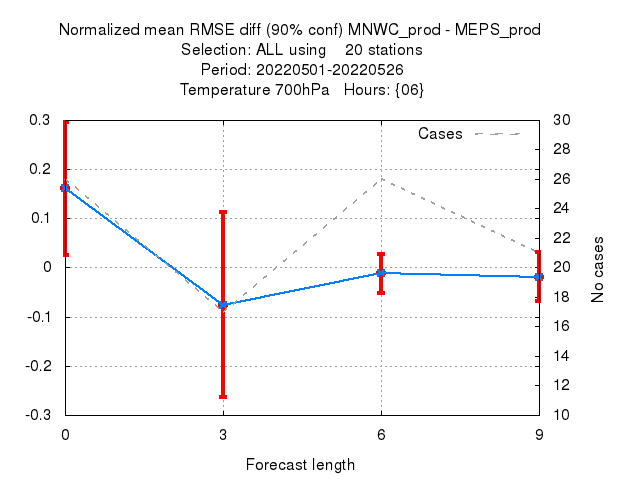 Normalized mean RMSE diff (90% conf) MNWC_prod - MEPS_prod
Selection: ALL using 20 stations
Period: 20220501-20220526
Temperature 700hPa Hours: {06}
Cases
0.3
0.2
0.1
0
-0.1
-0.2
-0.3
30
28
26
24
22
20
18
16
14
12
10
No cases
0 3 6 9
Forecast length